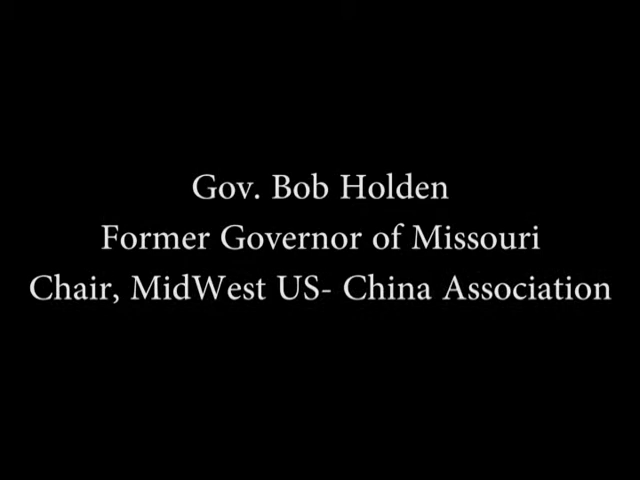 Gov. Bob Holden
Former Governor of Missouri
Chair, MidWest US- China Association